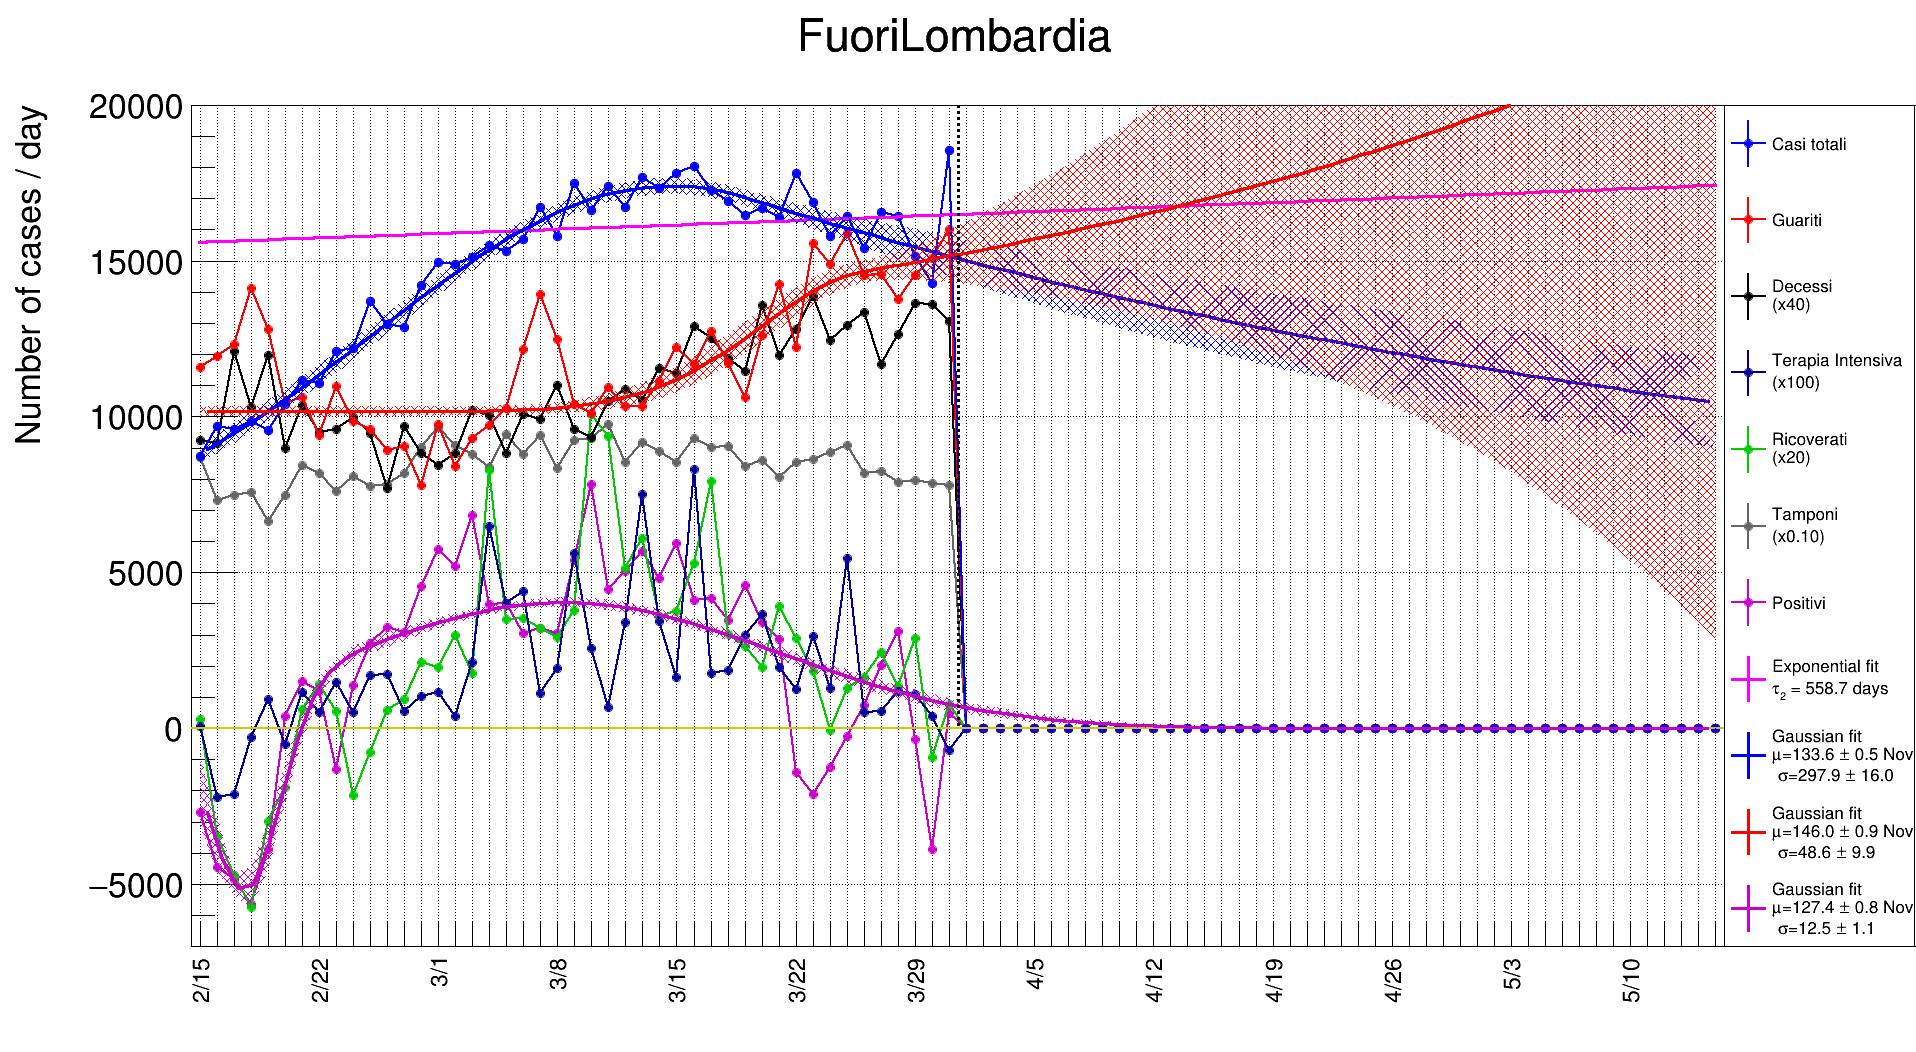 FuoriLombardia
Number of cases / day
20000
15000
10000
5000
0
−5000
2/15
2/22
3/1
3/8
3/15
3/22
3/29
4/5
4/12
4/19
4/26
5/3
5/10
Casi totali
Guariti
Decessi
(x40)
Terapia Intensiva
(x100)
Ricoverati
(x20)
Tamponi
(x0.10)
Positivi
Exponential fit
τ2 = 558.7 days
Gaussian fit
μ=133.6 ± 0.5 Nov
σ=297.9 ± 16.0
Gaussian fit
μ=146.0 ± 0.9 Nov
σ=48.6 ± 9.9
Gaussian fit
μ=127.4 ± 0.8 Nov
σ=12.5 ± 1.1